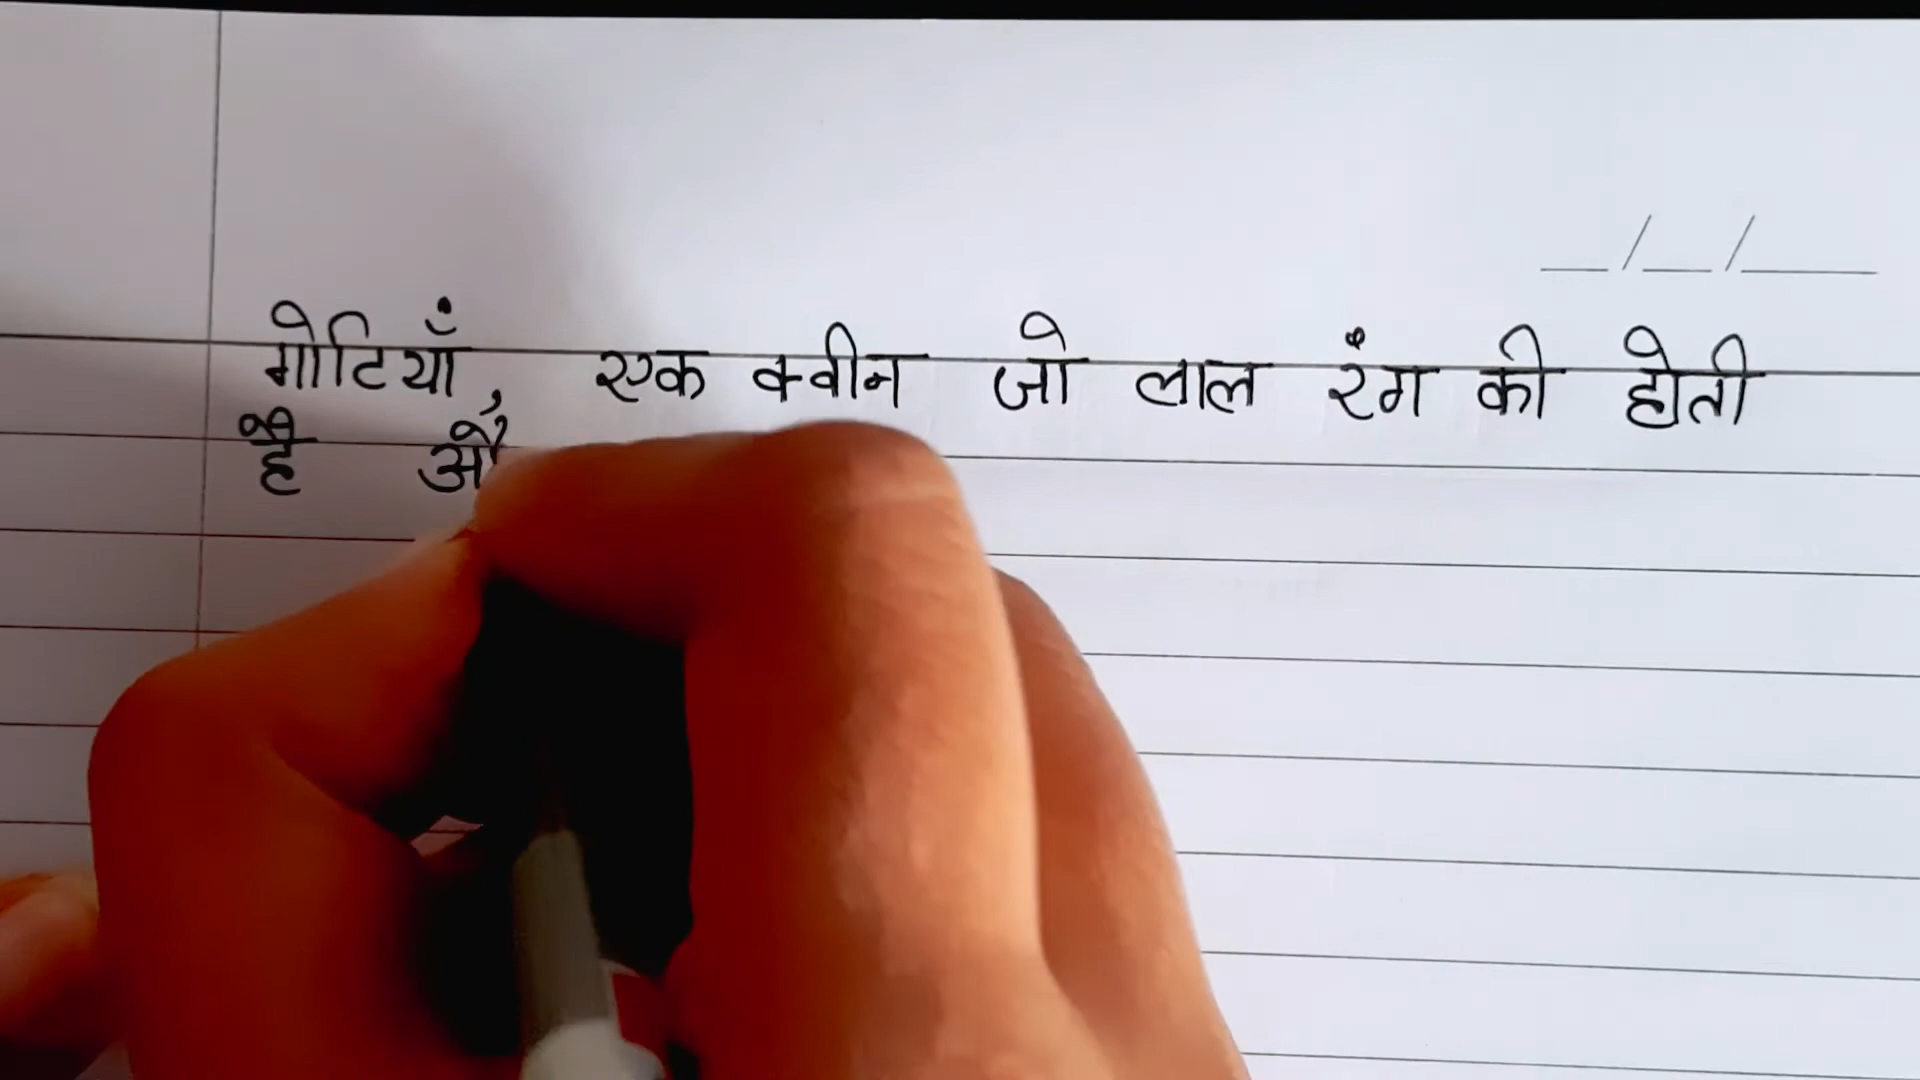 गोटियाँ, एक क्वीन जो लाल रंग की होती
है